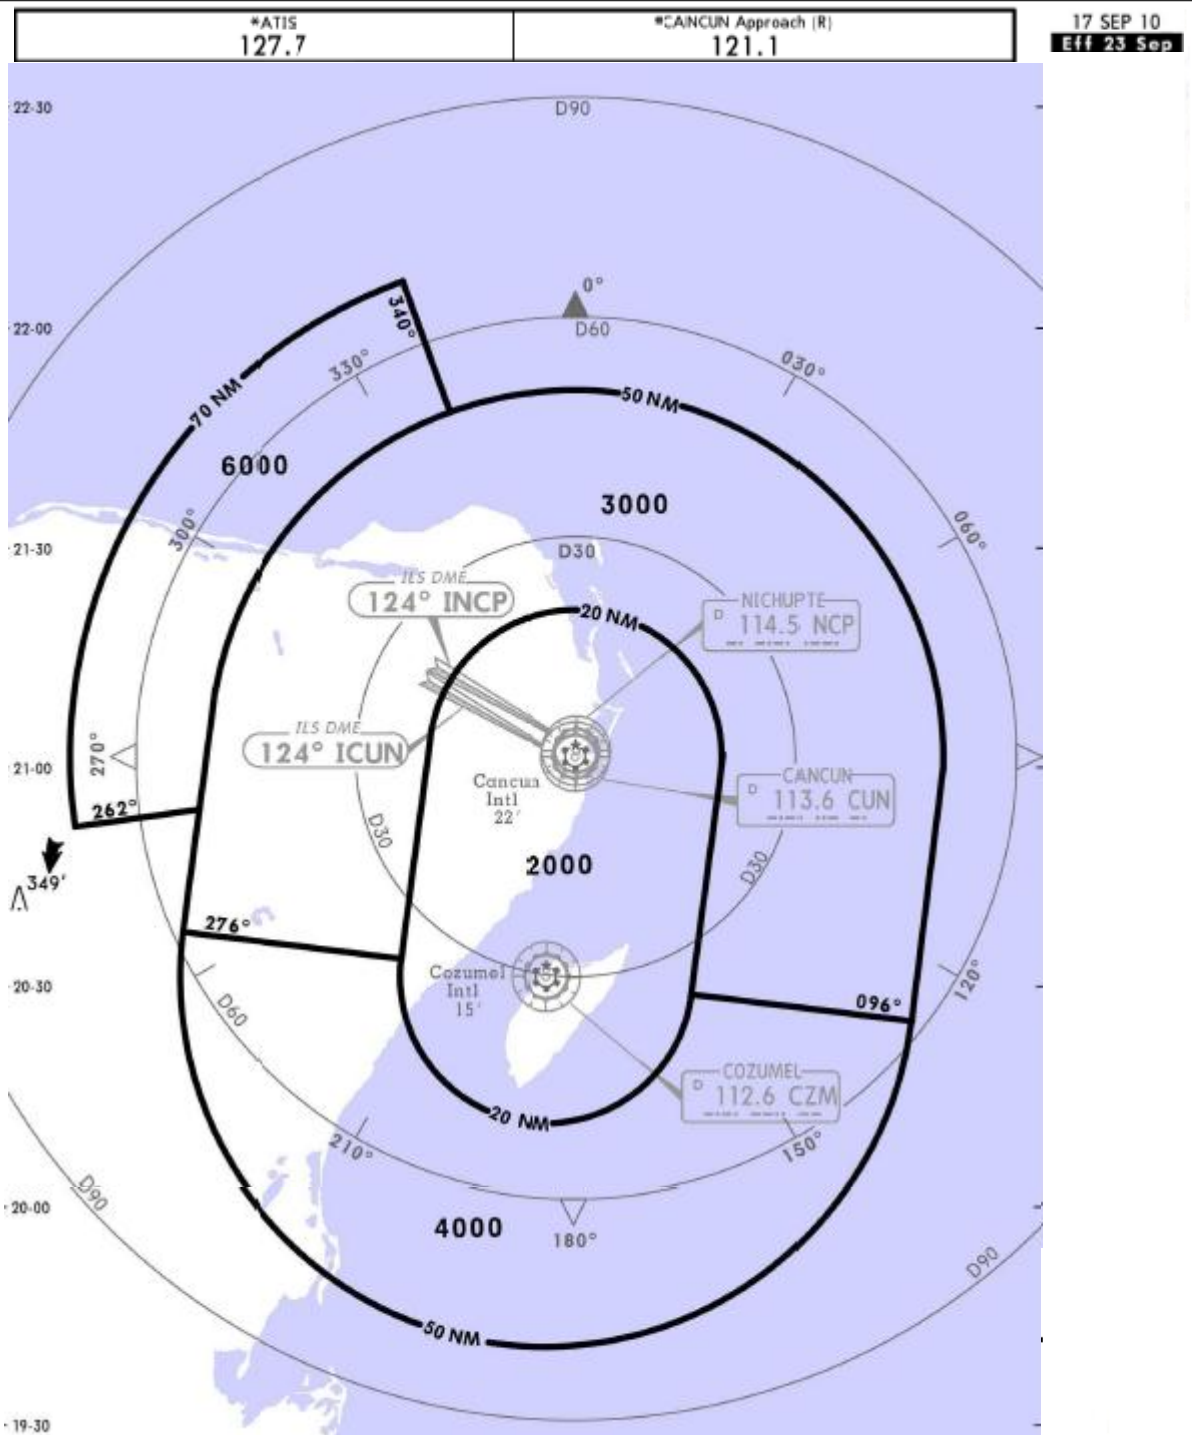 *ATIS
127.7
*CANCUN Approach (R)
121.1
17 SEP 10
Eff 23 Sep
22-30
D90
0°
22-00
340°
D60
330°
030°
70 NM
50 NM
6000
3000
300°
060°
21-30
D30
ILS DME
124° INCP
20 NM
NICHUPTE
D 114.5 NCP
ILS DME
124° ICUN
270°
21-00
Cancun
Intl
22'
CANCUN
D 113.6 CUN
262°
D30
349'
2000
D30
276°
Cozumel
Intl
15'
20-30
D60
096°
120°
COZUMEL
D 112.6 CZM
20 NM
210°
150°
D90
20-00
4000
180°
D90
50 NM
19-30